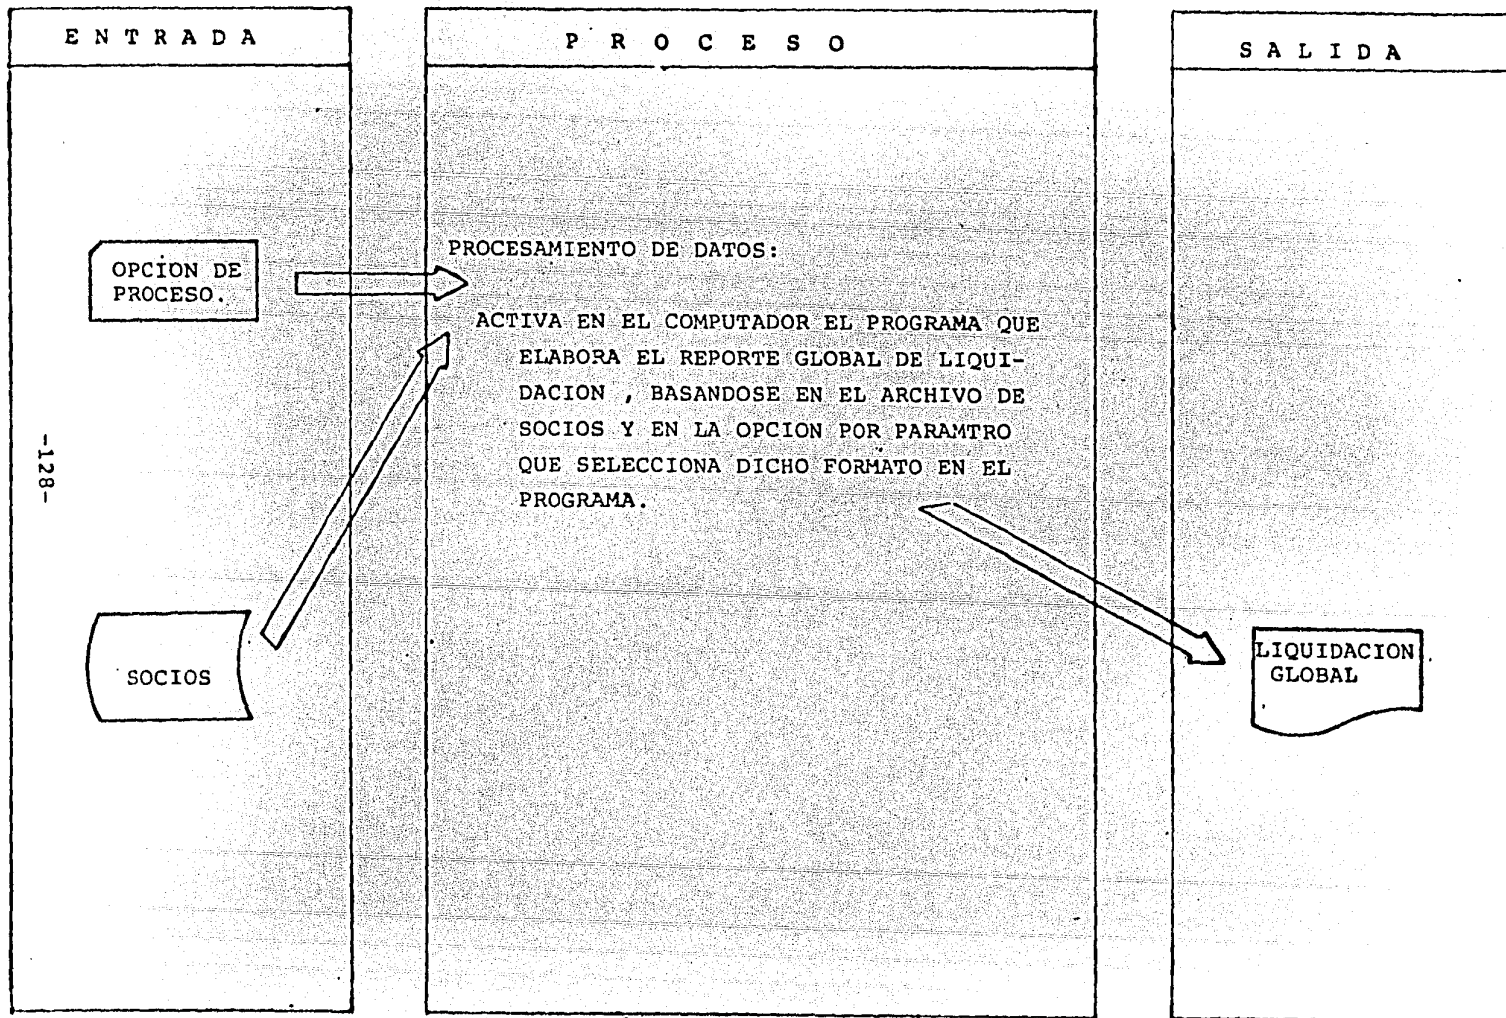 E N T R A D A
P R O C E S O
S A L I D A
OPCION DE
PROCESO.
PROCESAMIENTO DE DATOS:
ACTIVA EN EL COMPUTADOR EL PROGRAMA QUE
ELABORA EL REPORTE GLOBAL DE LIQUI-
DACION , BASANDOSE EN EL ARCHIVO DE
SOCIOS Y EN LA OPCION POR PARAMTRO
QUE SELECCIONA DICHO FORMATO EN EL
PROGRAMA.
SOCIOS
LIQUIDACION
GLOBAL
-128-